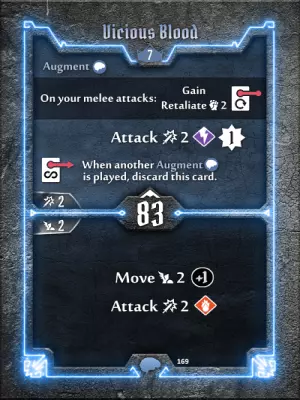 Vicious Blood
7
Augment
On your melee attacks:
Gain
Retaliate 2
Attack 2
1
When another Augment
is played, discard this card.
2
83
2
Move 2 +1
Attack 2
169